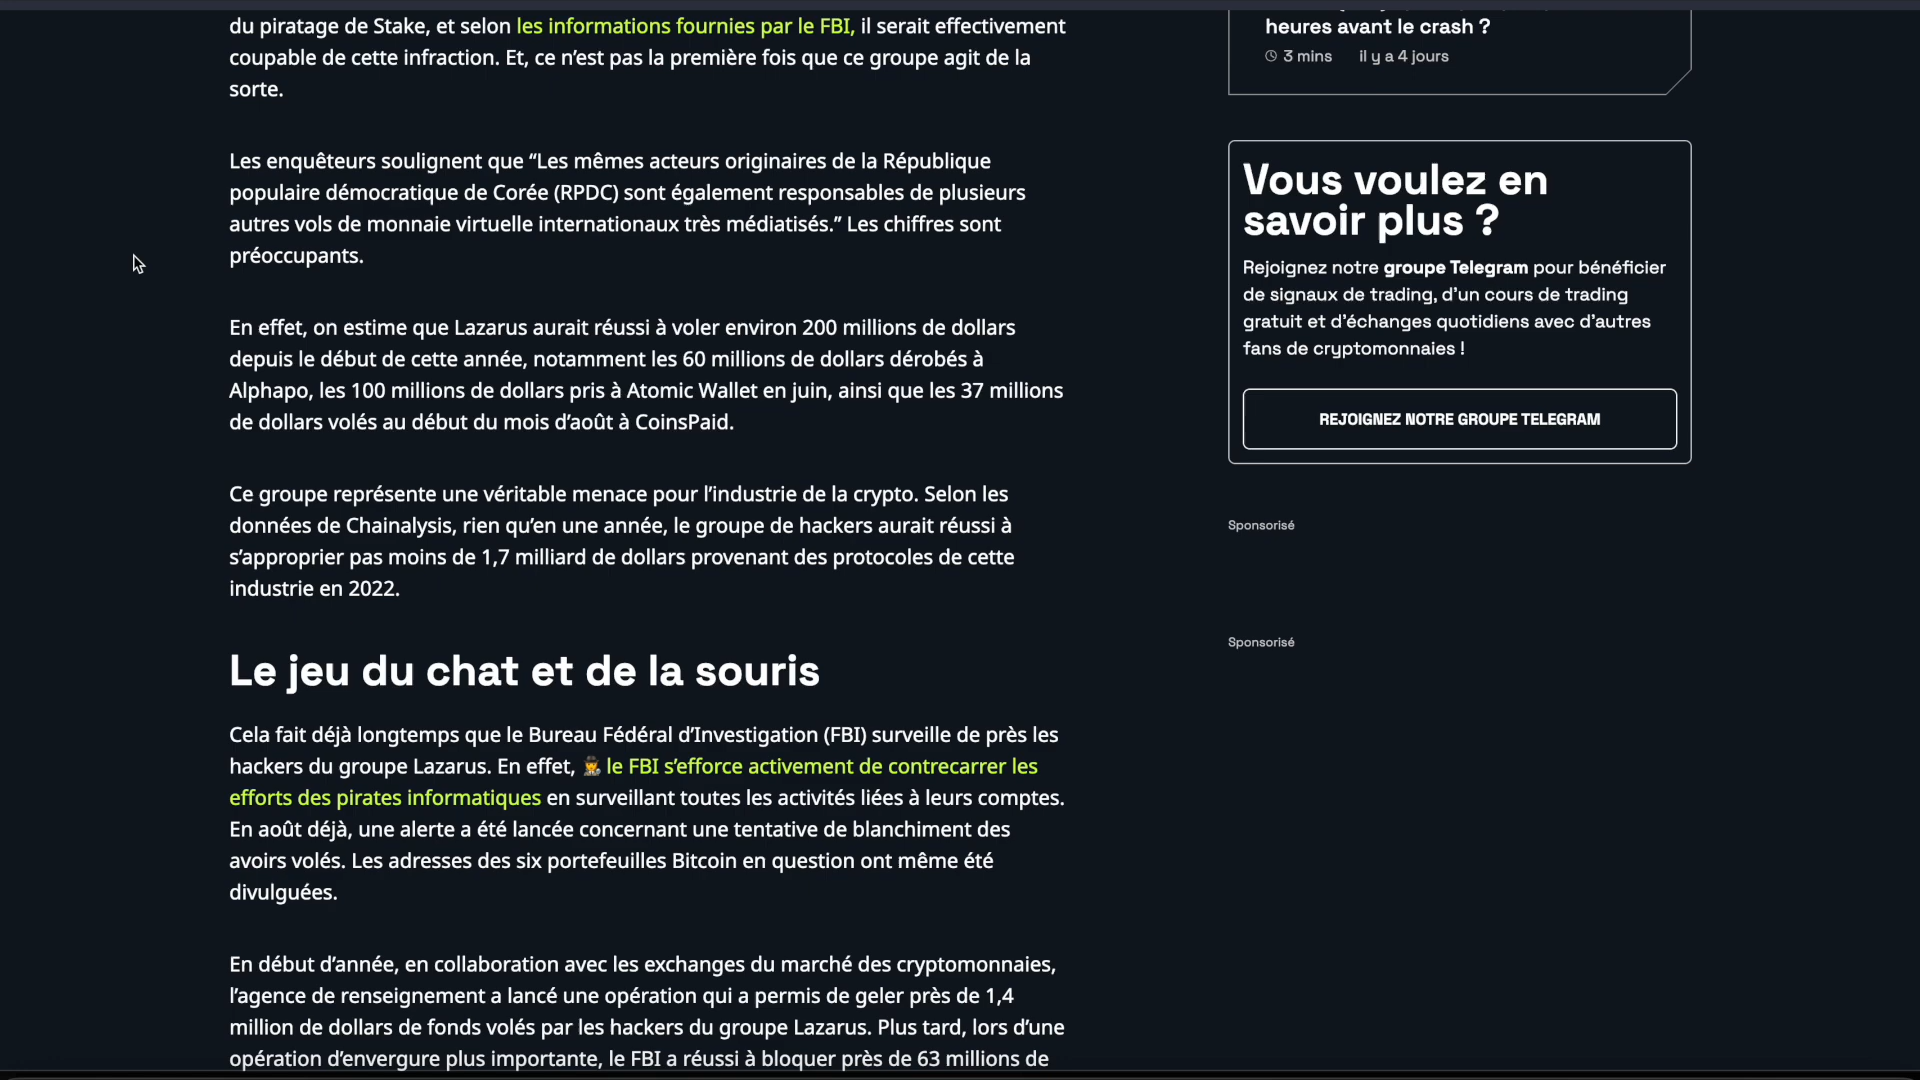 du piratage de Stake, et selon les informations fournies par le FBI, il serait effectivement
coupable de cette infraction. Et, ce n’est pas la première fois que ce groupe agit de la
sorte.
Les enquêteurs soulignent que “Les mêmes acteurs originaires de la République
populaire démocratique de Corée (RPDC) sont également responsables de plusieurs
autres vols de monnaie virtuelle internationaux très médiatisés.” Les chiffres sont
préoccupants.
En effet, on estime que Lazarus aurait réussi à voler environ 200 millions de dollars
depuis le début de cette année, notamment les 60 millions de dollars dérobés à
Alphapo, les 100 millions de dollars pris à Atomic Wallet en juin, ainsi que les 37 millions
de dollars volés au début du mois d’août à CoinsPaid.
Ce groupe représente une véritable menace pour l’industrie de la crypto. Selon les
données de Chainalysis, rien qu’en une année, le groupe de hackers aurait réussi à
s’approprier pas moins de 1,7 milliard de dollars provenant des protocoles de cette
industrie en 2022.
Le jeu du chat et de la souris
Cela fait déjà longtemps que le Bureau Fédéral d’Investigation (FBI) surveille de près les
hackers du groupe Lazarus. En effet, le FBI s’efforce activement de contrecarrer les
efforts des pirates informatiques en surveillant toutes les activités liées à leurs comptes.
En août déjà, une alerte a été lancée concernant une tentative de blanchiment des
avoirs volés. Les adresses des six portefeuilles Bitcoin en question ont même été
divulguées.
En début d’année, en collaboration avec les exchanges du marché des cryptomonnaies,
l’agence de renseignement a lancé une opération qui a permis de geler près de 1,4
million de dollars de fonds volés par les hackers du groupe Lazarus. Plus tard, lors d’une
opération d’envergure plus importante, le FBI a réussi à bloquer près de 63 millions de
heures avant le crash ?
3 mins il y a 4 jours
Vous voulez en
savoir plus ?
Rejoignez notre groupe Telegram pour bénéficier
de signaux de trading, d’un cours de trading
gratuit et d’échanges quotidiens avec d’autres
fans de cryptomonnaies !
REJOIGNEZ NOTRE GROUPE TELEGRAM
Sponsorisé
Sponsorisé